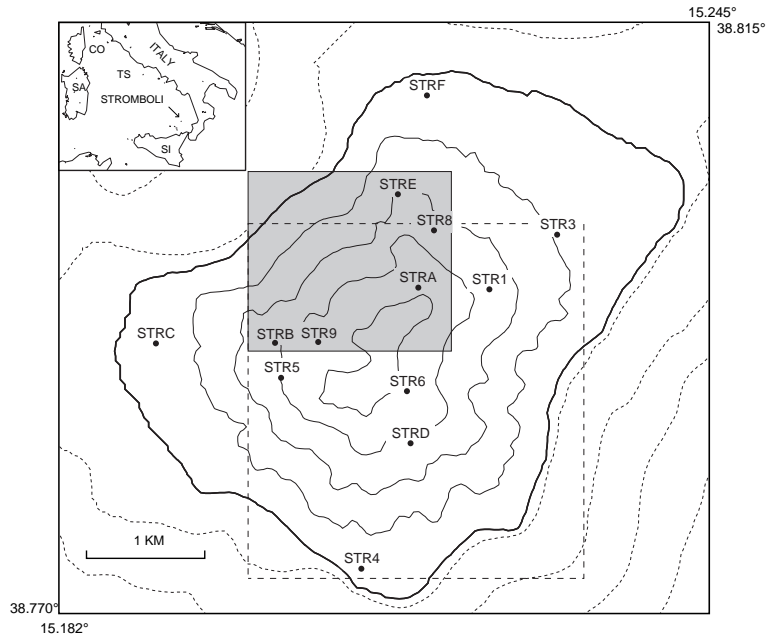 15.245°
38.815°
CO
ITALY
TS
SA
STROMBOLI
SI
STRF
STRE
STR8
STR3
STRA
STR1
STRC
STRB
STR9
STR5
STR6
STRD
1 KM
STR4
38.770°
15.182°